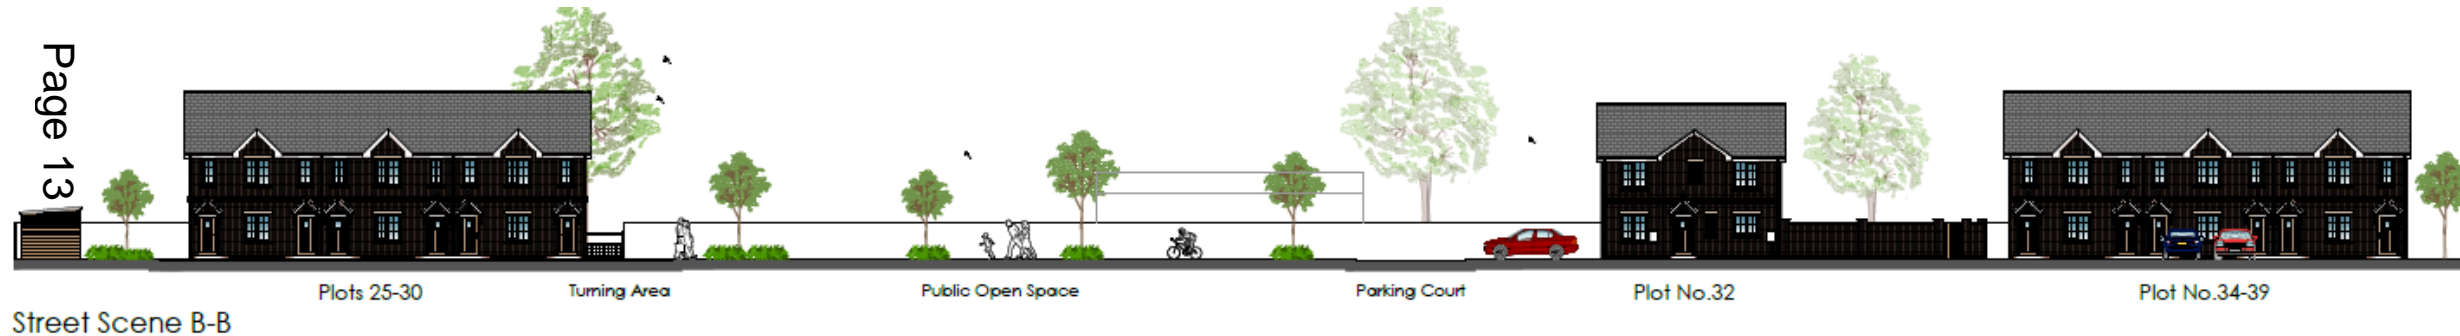 Page 13
Plots 25-30
Turning Area
Public Open Space
Parking Court
Plot No.32
Plot No.34-39
Street Scene B-B